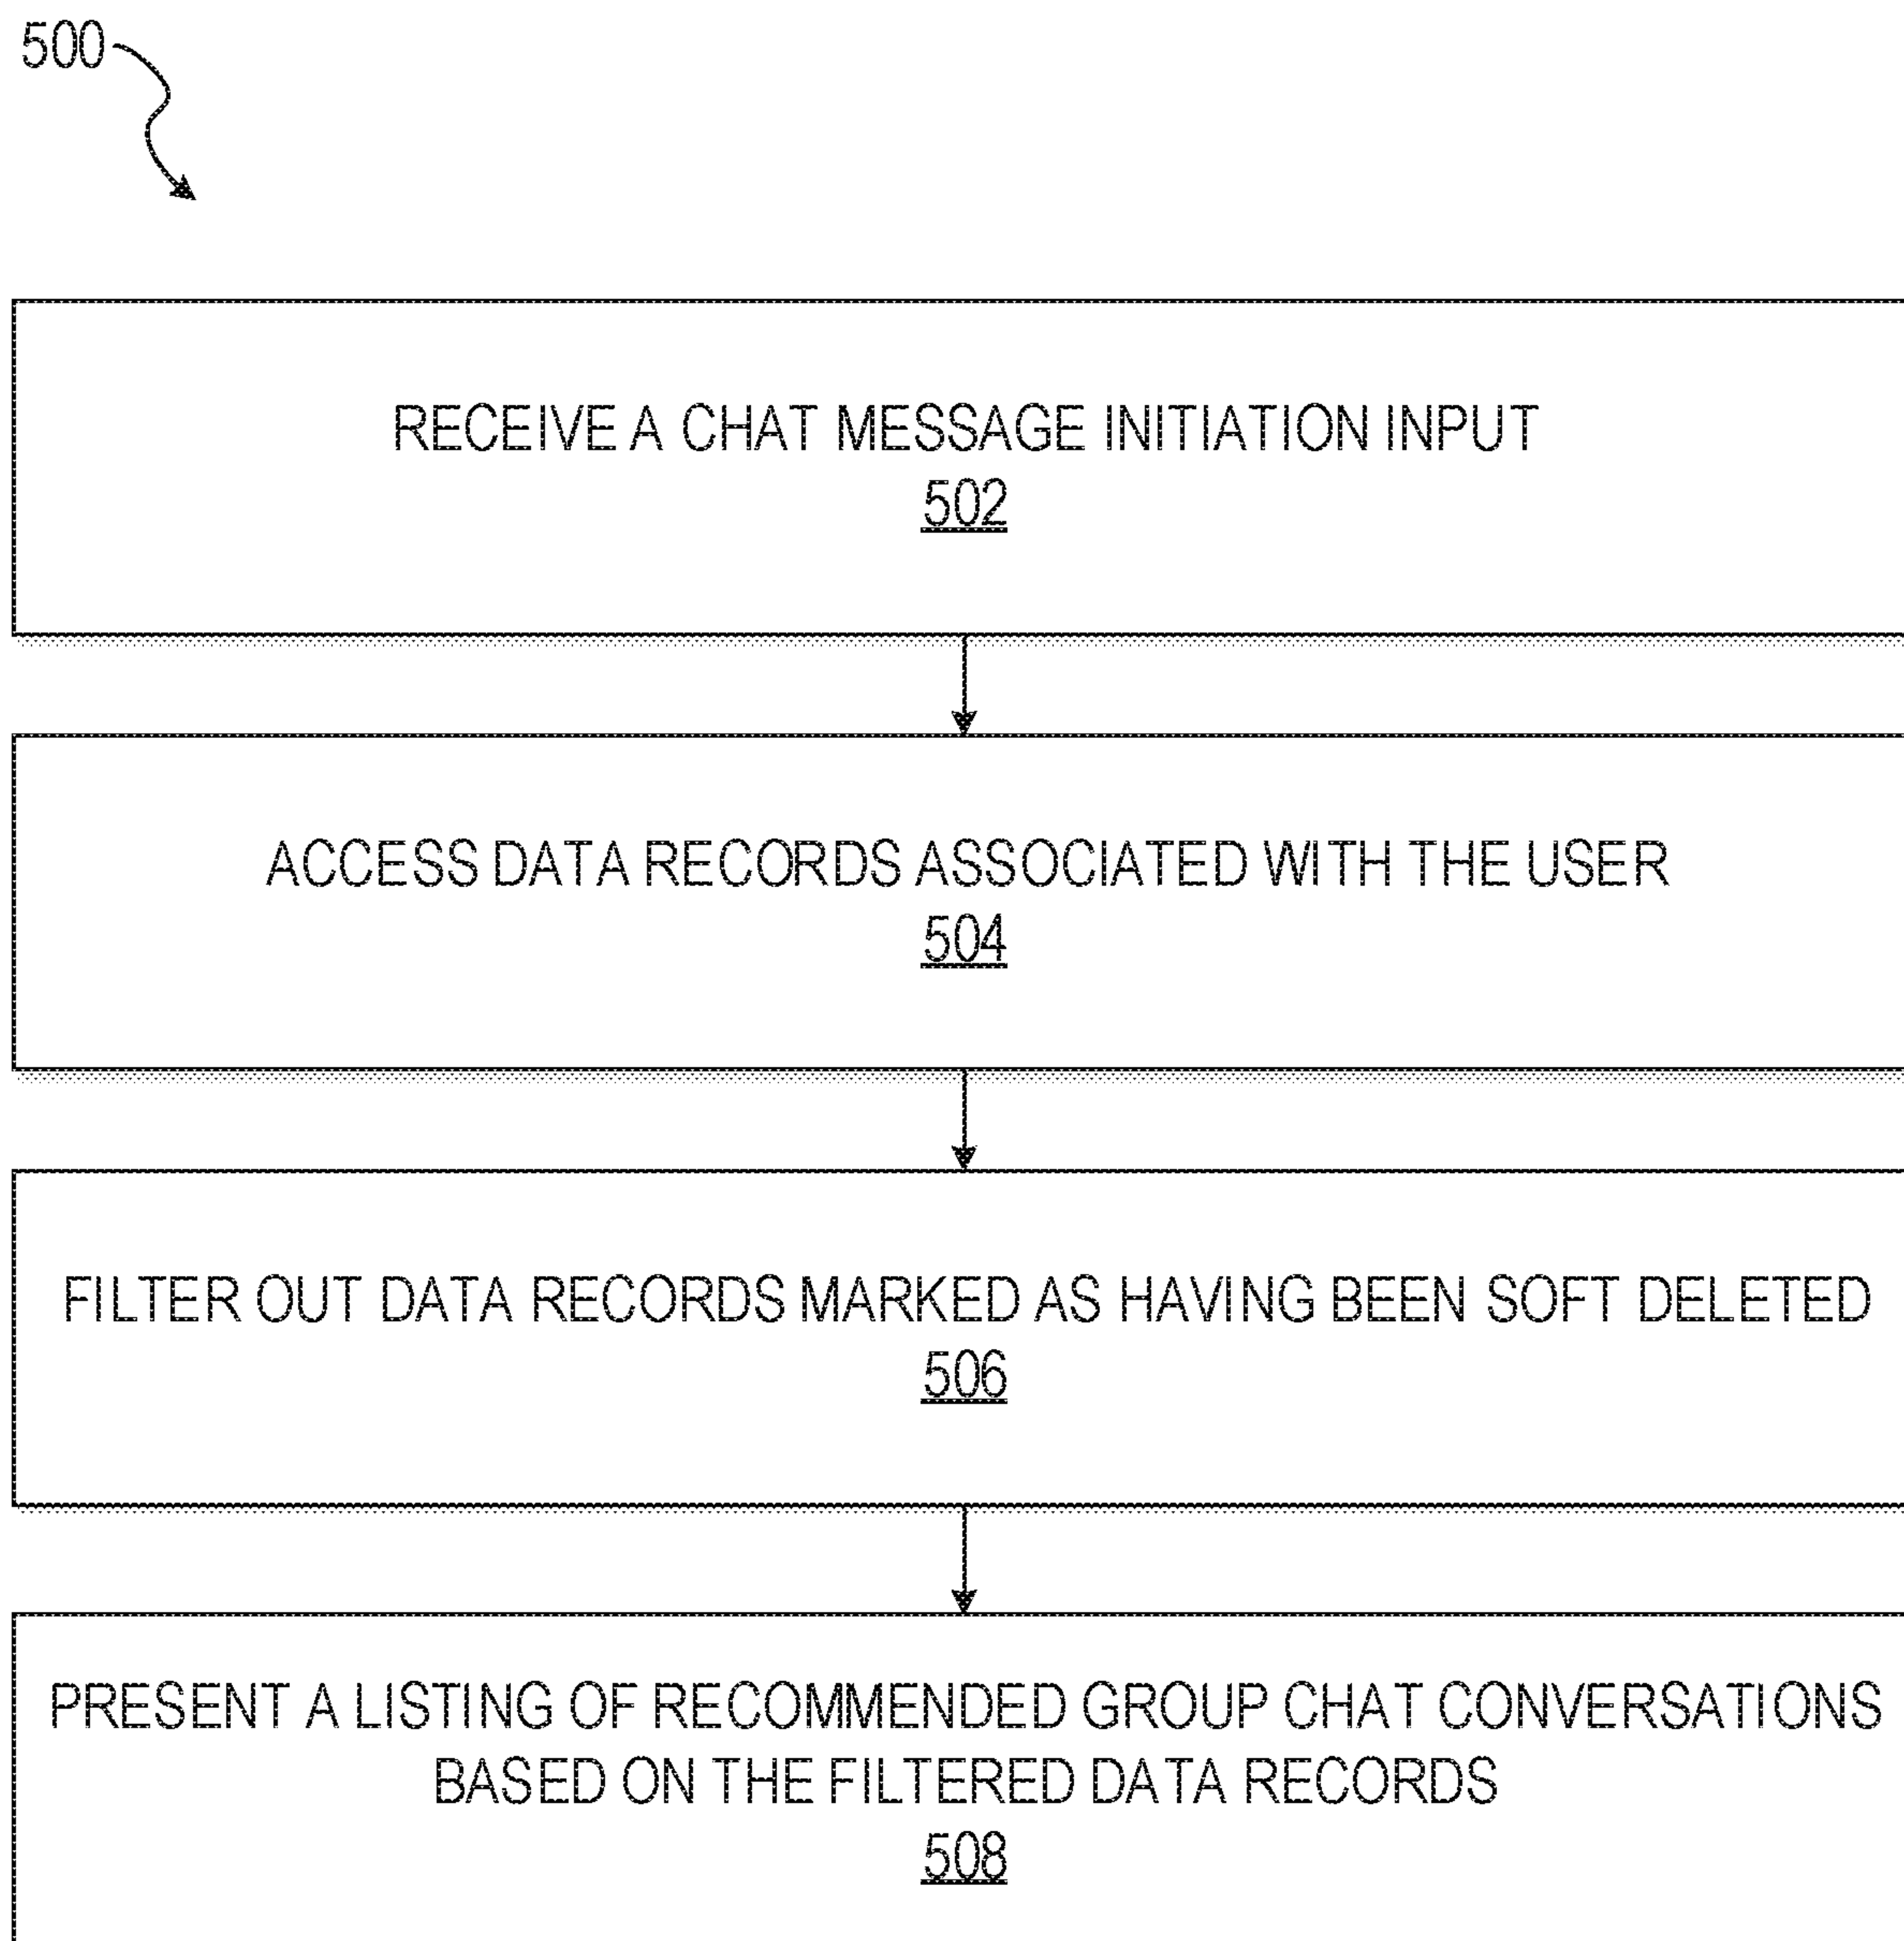 500
RECEIVE A CHAT MESSAGE INITIATION INPUT
502
ACCESS DATA RECORDS ASSOCIATED WITH THE USER
504
FILTER OUT DATA RECORDS MARKED AS HAVING BEEN SOFT DELETED
506
PRESENT A LISTING OF RECOMMENDED GROUP CHAT CONVERSATIONS
BASED ON THE FILTERED DATA RECORDS
508